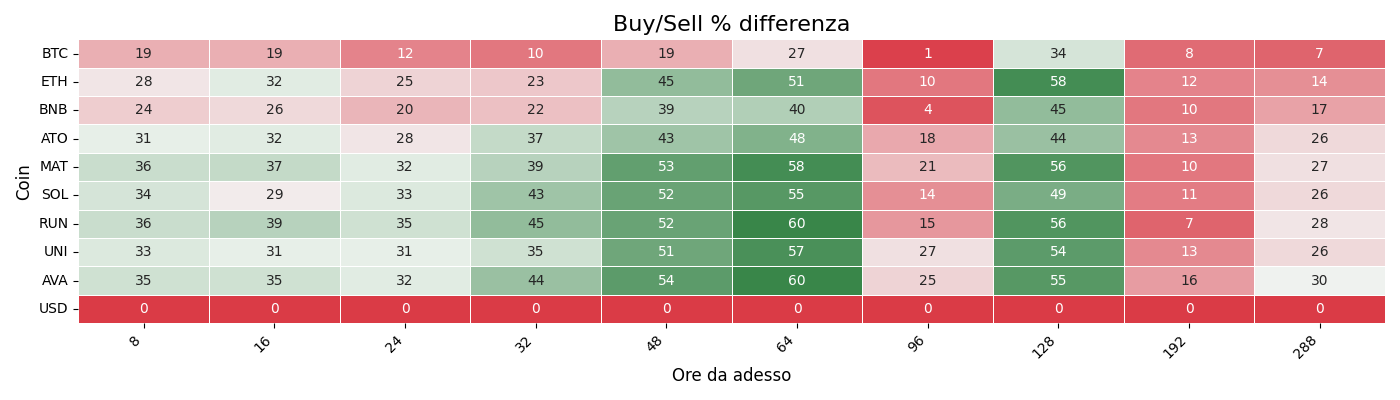 Buy/Sell % differenza
Coin
BTC 19 19 12 10 19 27 1 34 8 7
ETH 28 32 25 23 45 51 10 58 12 14
BNB 24 26 20 22 39 40 4 45 10 17
ATO 31 32 28 37 43 48 18 44 13 26
MAT 36 37 32 39 53 58 21 56 10 27
SOL 34 29 33 43 52 55 14 49 11 26
RUN 36 39 35 45 52 60 15 56 7 28
UNI 33 31 31 35 51 57 27 54 13 26
AVA 35 35 32 44 54 60 25 55 16 30
USD 0 0 0 0 0 0 0 0 0 0
8 16 24 32 48 64 96 128 192 288
Ore da adesso